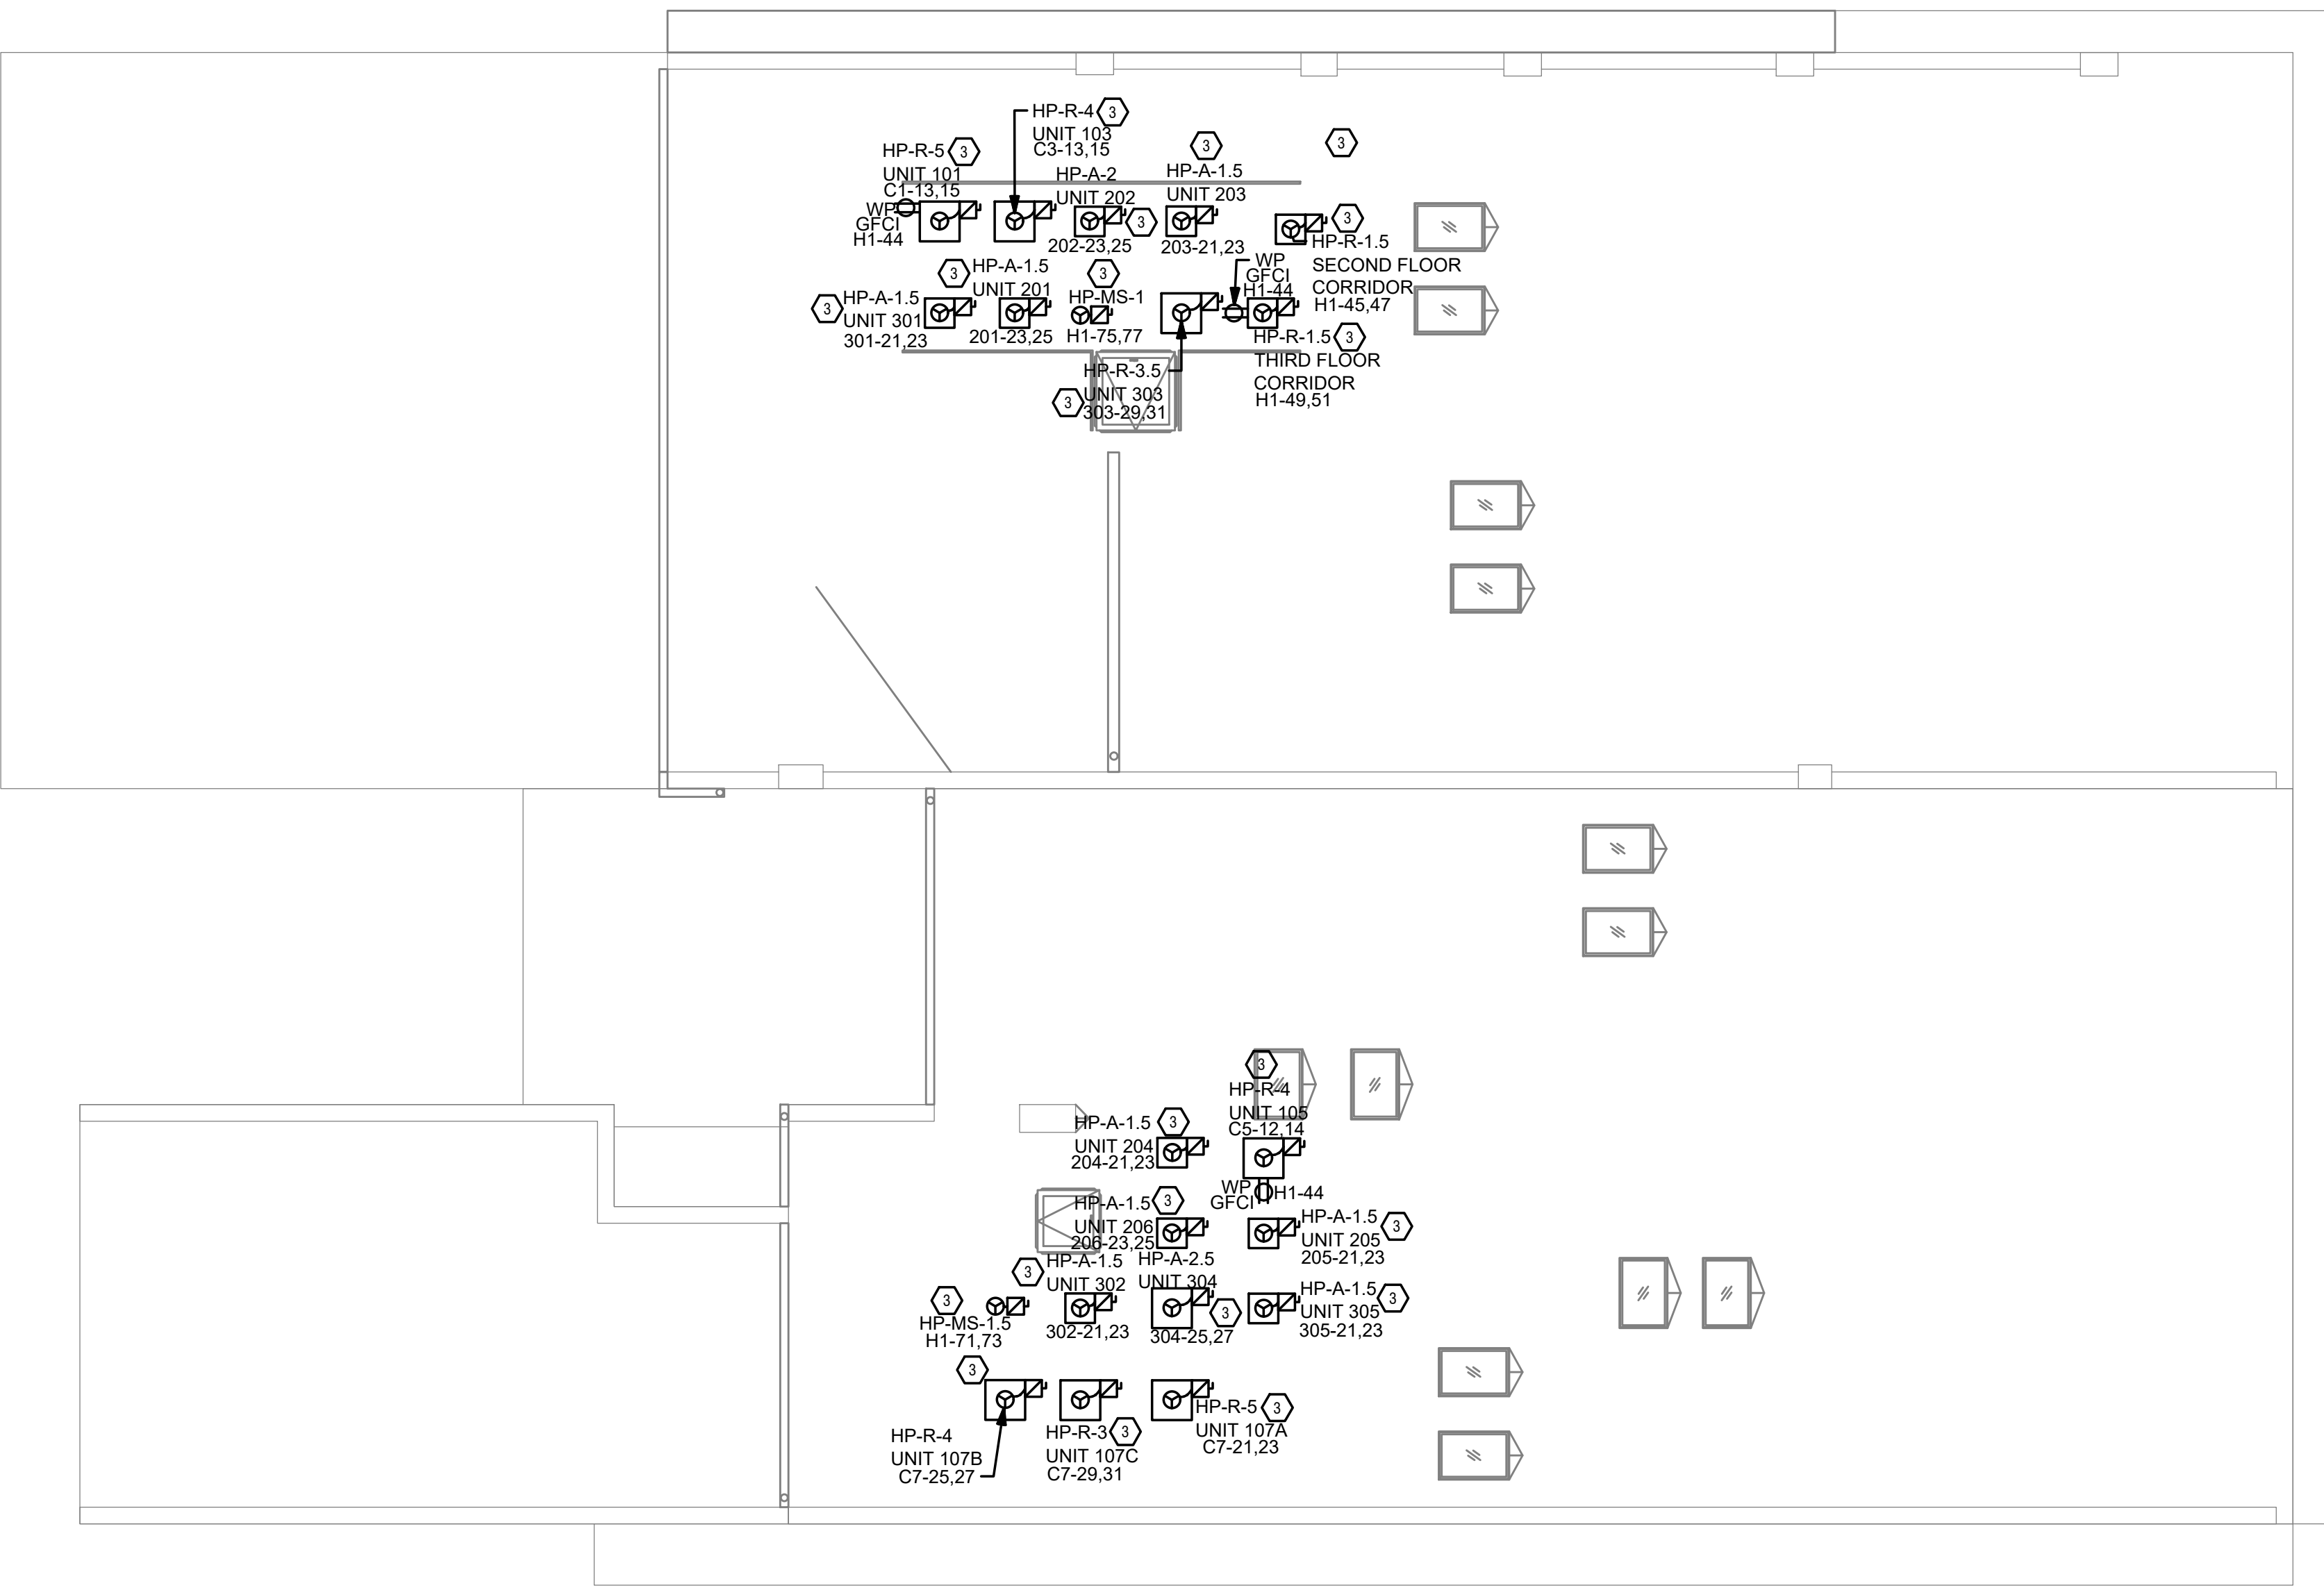 HP-R-4
3
UNIT 103
C3-13,15
HP-R-5
3
UNIT 101
C1-13,15
WP
GFCI
H1-44
HP-A-2
UNIT 202
3
202-23,25
3
HP-A-1.5
UNIT 203
203-21,23
3
3
HP-R-1.5
SECOND FLOOR
CORRIDOR
H1-45,47
3
HP-A-1.5
UNIT 301
301-21,23
3
HP-A-1.5
UNIT 201
201-23,25
3
HP-MS-1
H1-75,77
WP
GFCI
H1-44
HP-R-1.5
3
THIRD FLOOR
CORRIDOR
H1-49,51
HP-R-3.5
UNIT 303
3
303-29,31
3
HP-R-4
UNIT 105
C5-12,14
HP-A-1.5
3
UNIT 204
204-21,23
WP
GFCI
H1-44
HP-A-1.5
3
UNIT 206
206-23,25
HP-A-1.5
3
UNIT 205
205-21,23
3
HP-A-1.5
UNIT 302
302-21,23
HP-A-2.5
UNIT 304
3
304-25,27
HP-A-1.5
3
UNIT 305
305-21,23
3
HP-MS-1.5
H1-71,73
3
HP-R-4
UNIT 107B
C7-25,27
HP-R-3
3
UNIT 107C
C7-29,31
HP-R-5
3
UNIT 107A
C7-21,23